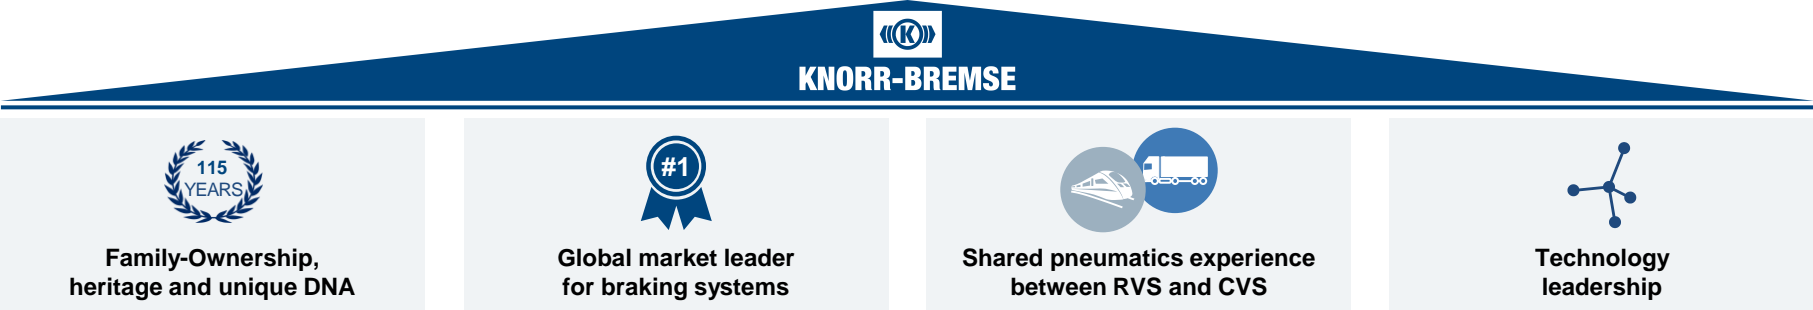 K
KNORR-BREMSE
115
YEARS
Family-Ownership,
heritage and unique DNA
#1
Global market leader
for braking systems
Shared pneumatics experience
between RVS and CVS
Technology
leadership